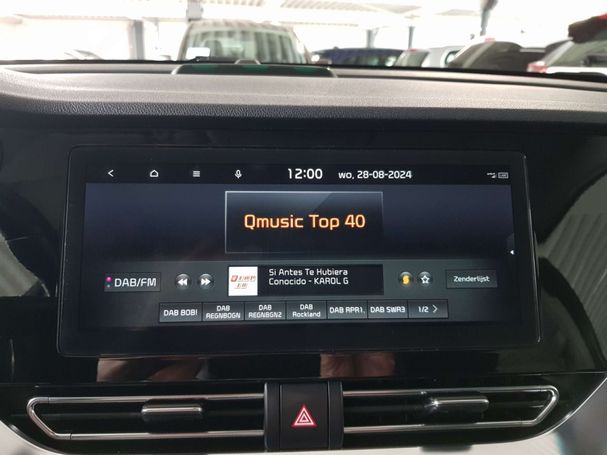 12:00 wo, 28-08-2024
Qmusic Top 40
DAB/FM
Si Antes Te Hubiera
Conocido - KAROL G
Zenderlijst
DAB BOB!
DAB
REGNBOGN
DAB
REGNBGN2
DAB
Rockland
DAB RPR1.
DAB SWR3
1/2